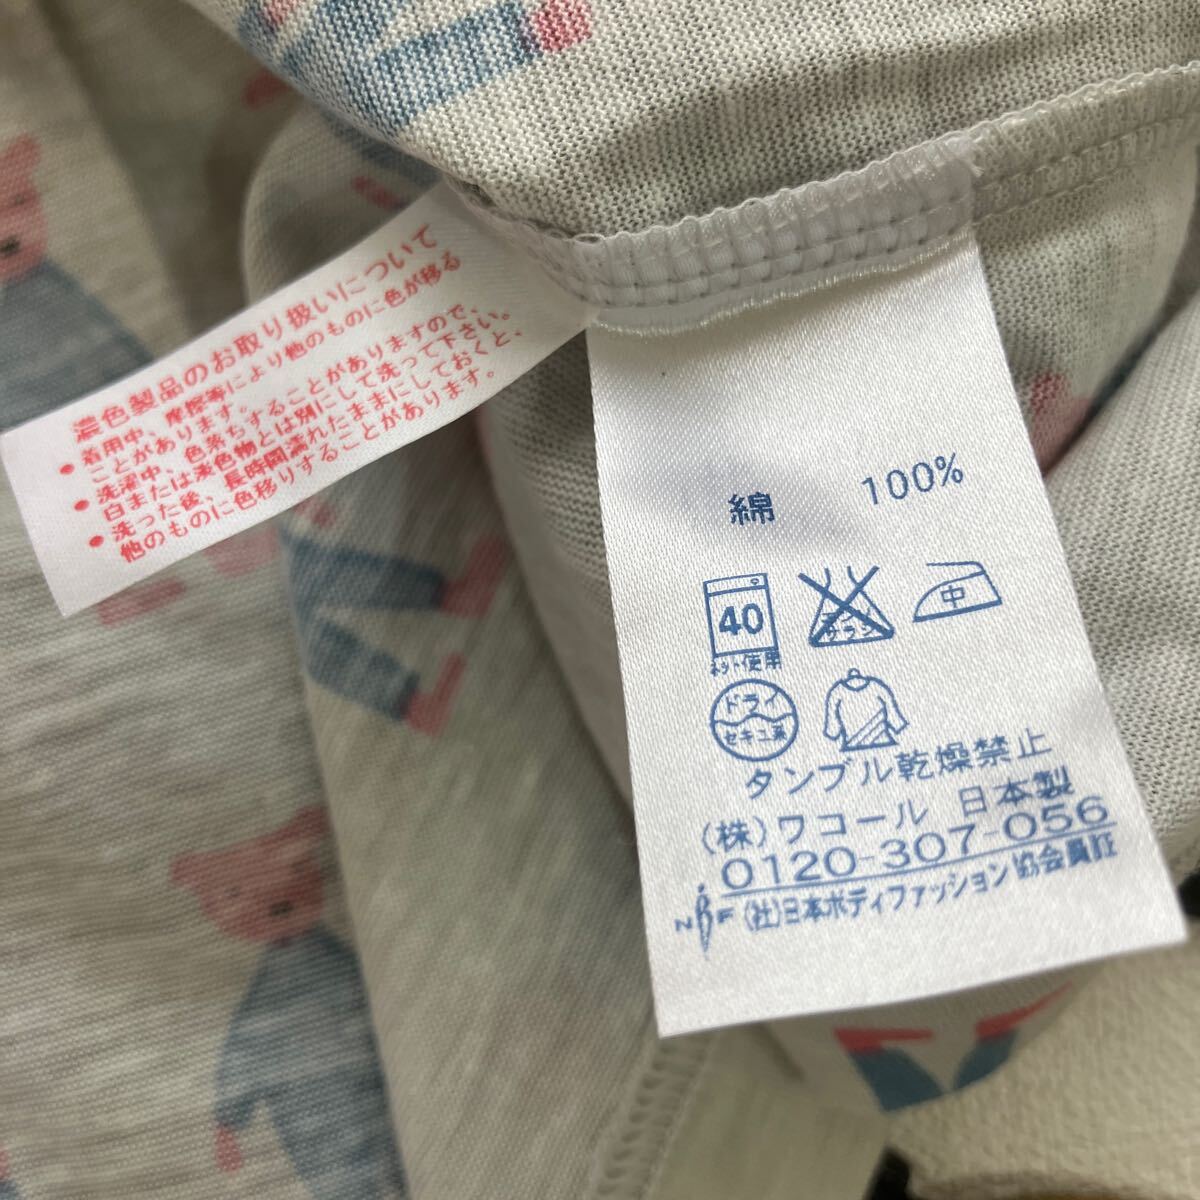 濃色製品のお取り扱いについて
• 着用中、摩擦等により他のものに色が移る
ことがあります。
• 洗濯中、色落ちすることがありますので、
白または淡色物とは別にして洗って下さい。
• 洗った後、長時間濡れたままにしておくと、
他のものに色移りすることがあります。
綿 100%
40
ネット使用
エンソ
サラシ
中
ドライ
セキユ系
タンブル乾燥禁止
(株)ワコール 日本製
0120-307-056
NBF (社)日本ボディファッション協会員証